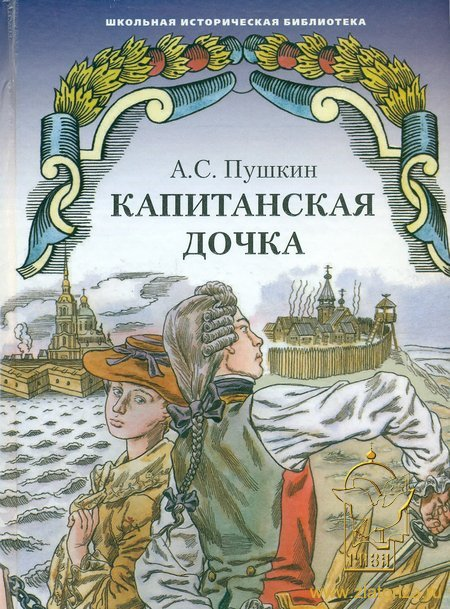 ШКОЛЬНАЯ ИСТОРИЧЕСКАЯ БИБЛИОТЕКА
А.С. Пушкин
КАПИТАНСКАЯ
ДОЧКА